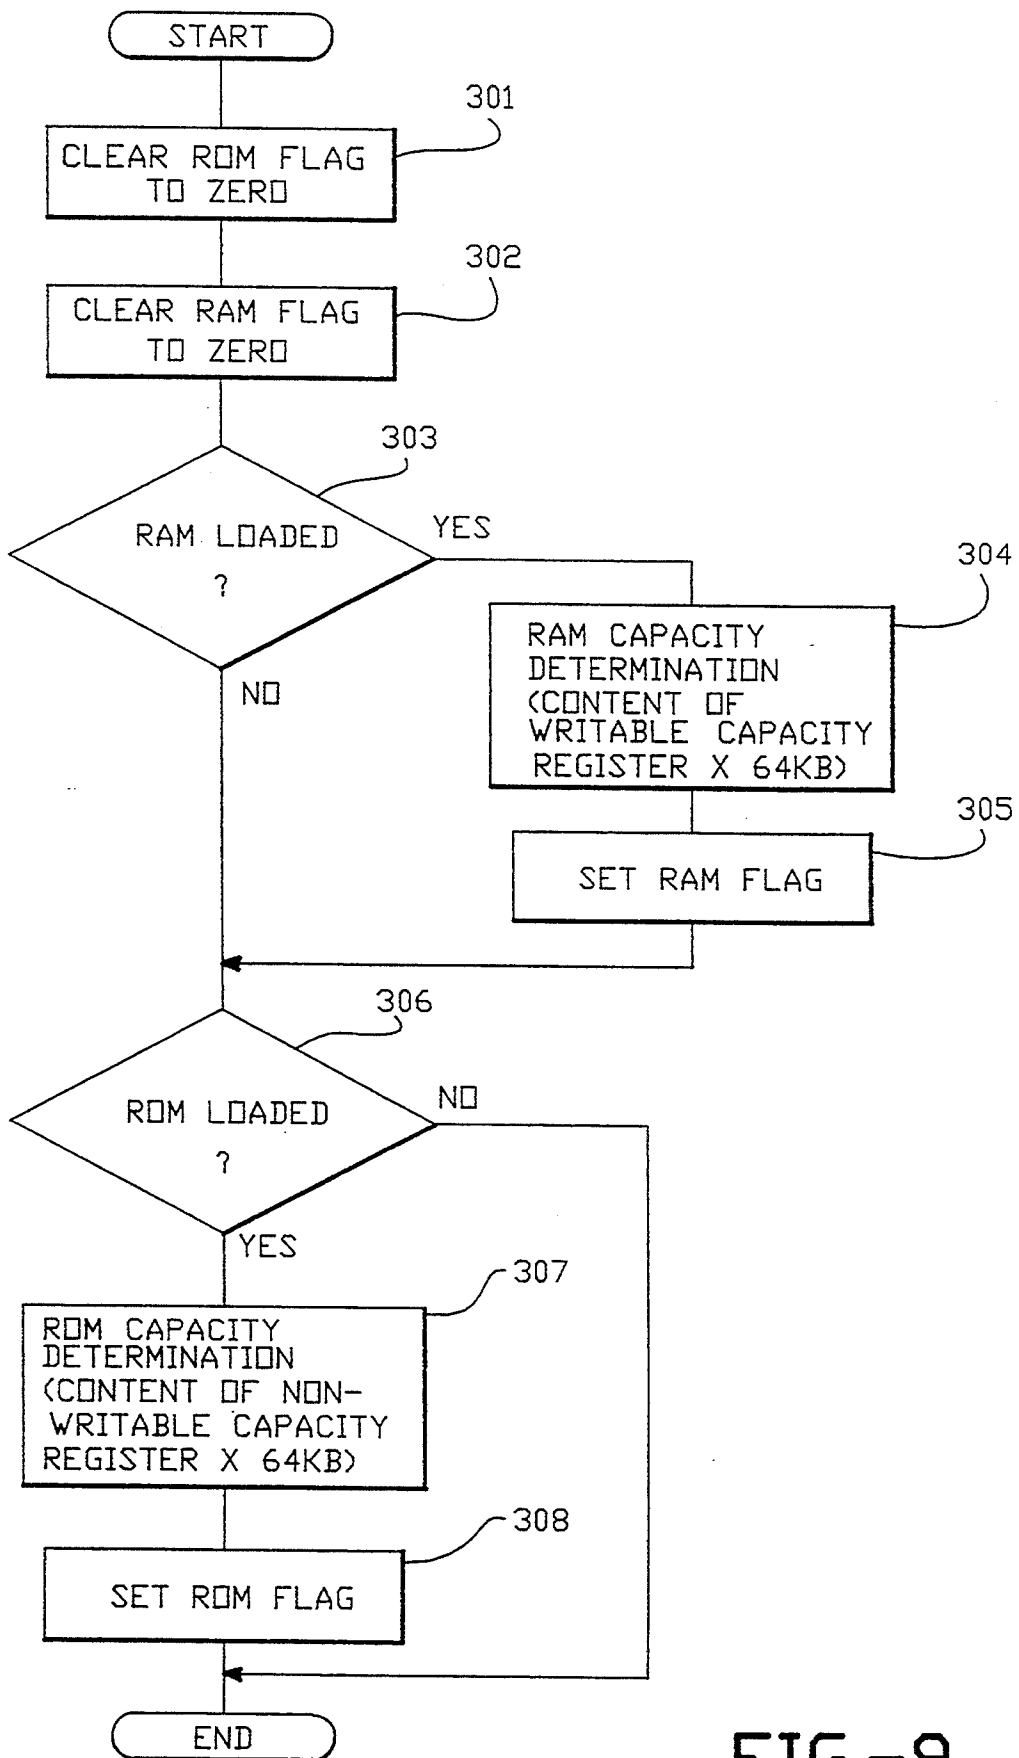 START
301
CLEAR ROM FLAG
TO ZERO
302
CLEAR RAM FLAG
TO ZERO
303
RAM LOADED
?
YES
NO
304
RAM CAPACITY
DETERMINATION
(CONTENT OF
WRITABLE CAPACITY
REGISTER X 64KB)
305
SET RAM FLAG
306
ROM LOADED
?
NO
YES
307
ROM CAPACITY
DETERMINATION
(CONTENT OF NON-
WRITABLE CAPACITY
REGISTER X 64KB)
308
SET ROM FLAG
END
FIG.-9